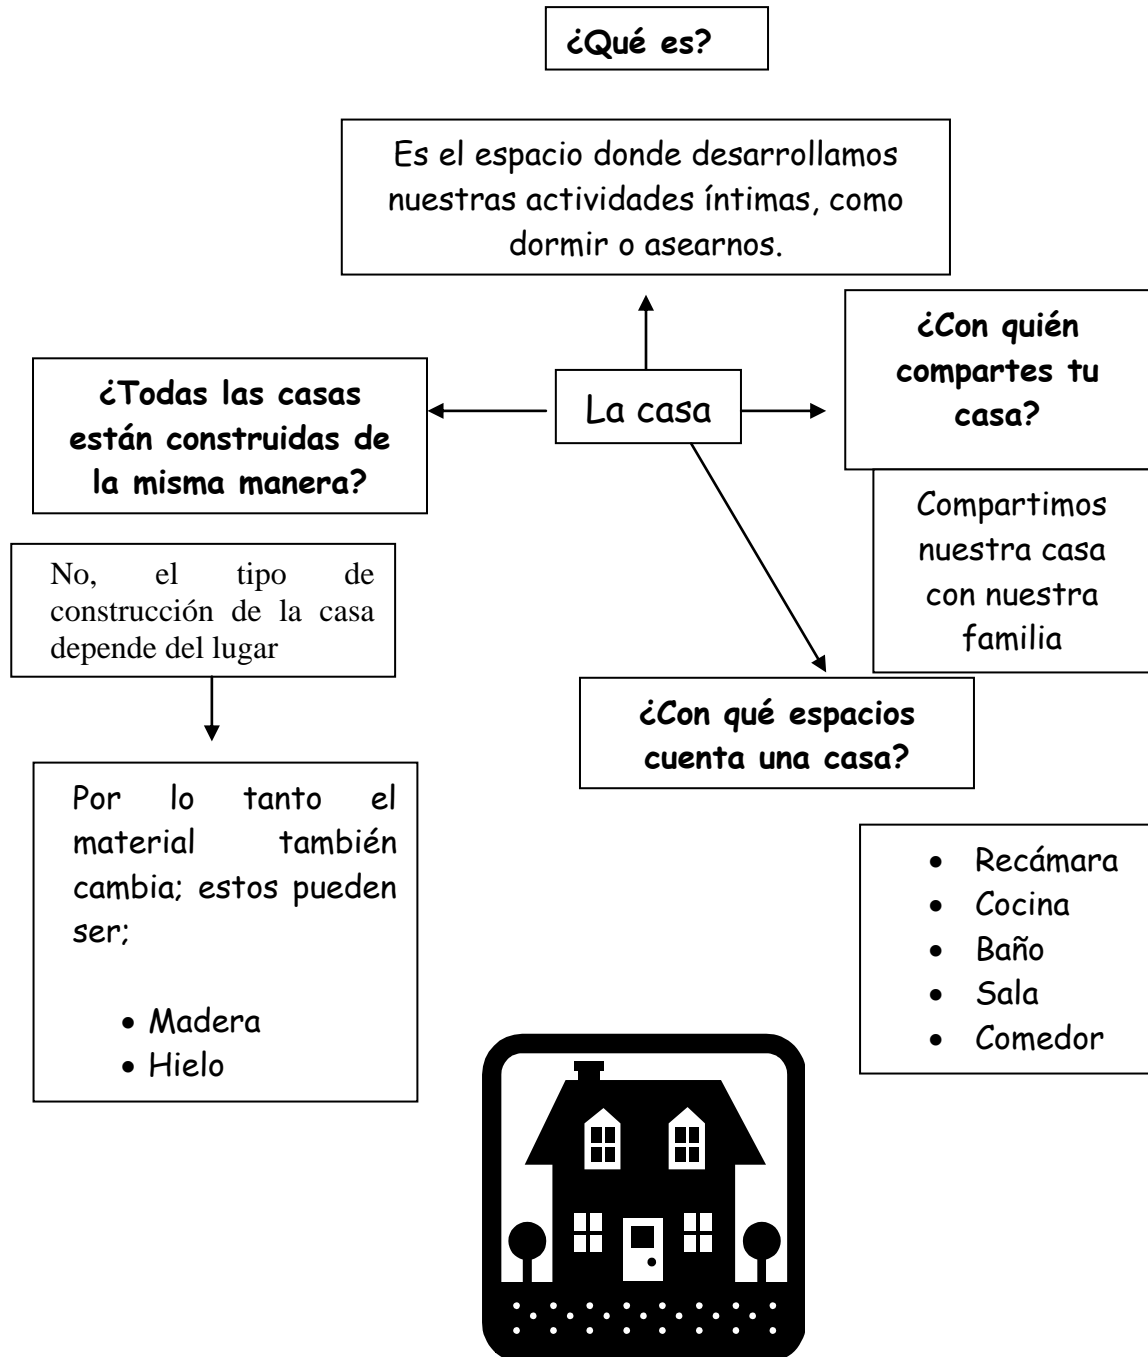 ¿Qué es?
Es el espacio donde desarrollamos
nuestras actividades íntimas, como
dormir o asearnos.
La casa
¿Con quién
compartes tu
casa?
Compartimos
nuestra casa
con nuestra
familia
¿Todas las casas
están construidas de
la misma manera?
No, el tipo de
construcción de la casa
depende del lugar
Por lo tanto el
material también
cambia; estos pueden
ser;
• Madera
• Hielo
¿Con qué espacios
cuenta una casa?
• Recámara
• Cocina
• Baño
• Sala
• Comedor